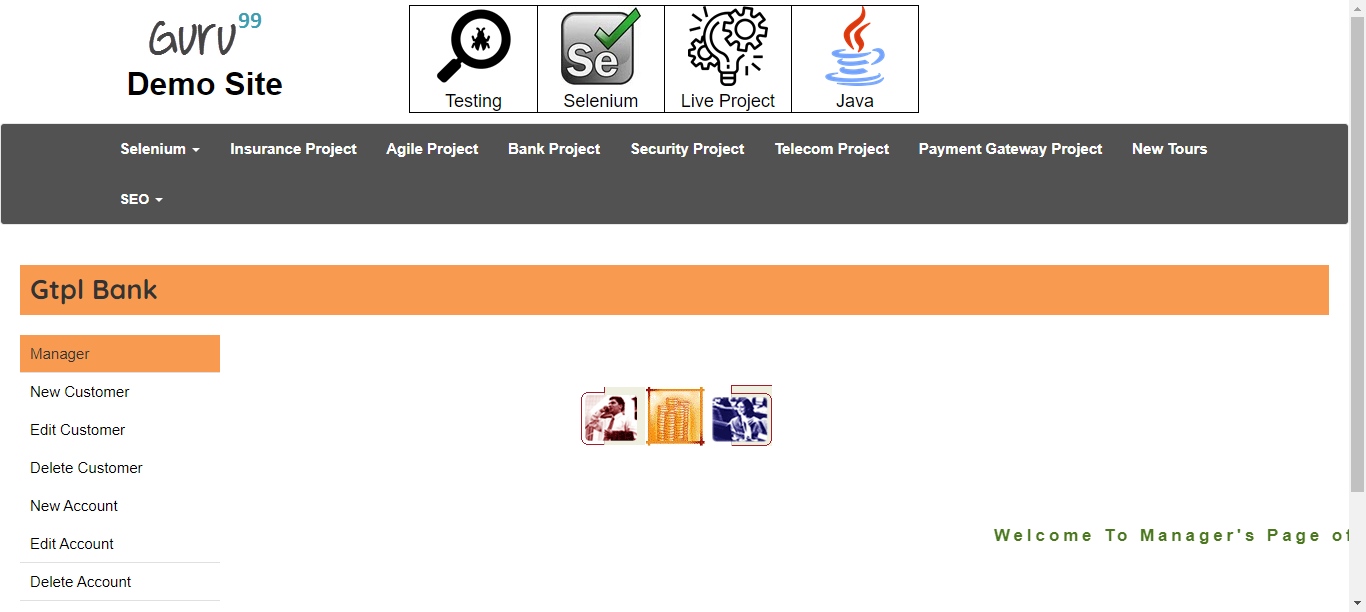 Guru99
Demo Site
Se
Testing Selenium Live Project Java
Selenium Insurance Project Agile Project Bank Project Security Project Telecom Project Payment Gateway Project New Tours
SEO
Gtpl Bank
Manager
New Customer
Edit Customer
Delete Customer
New Account
Edit Account
Welcome To Manager's Page of
Delete Account